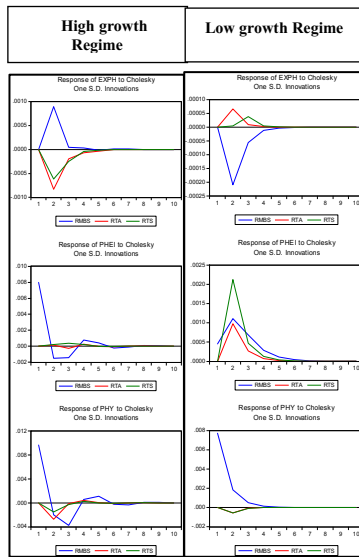 High growth
Regime
Low growth Regime
Response of EXPH to Cholesky
One S.D. Innovations
.0010
.0005
.0000
-.0005
-.0010
1 2 3 4 5 6 7 8 9 10
RMBS RTA RTS
Response of EXPH to Cholesky
One S.D. Innovations
.00010
.00005
.00000
-.00005
-.00010
-.00015
-.00020
-.00025
1 2 3 4 5 6 7 8 9 10
RMBS RTA RTS
Response of PHEI to Cholesky
One S.D. Innovations
.010
.008
.006
.004
.002
.000
-.002
1 2 3 4 5 6 7 8 9 10
RMBS RTA RTS
Response of PHEI to Cholesky
One S.D. Innovations
.0025
.0020
.0015
.0010
.0005
.0000
1 2 3 4 5 6 7 8 9 10
RMBS RTA RTS
Response of PHY to Cholesky
One S.D. Innovations
.012
.008
.004
.000
-.004
1 2 3 4 5 6 7 8 9 10
RMBS RTA RTS
Response of PHY to Cholesky
One S.D. Innovations
.008
.006
.004
.002
.000
-.002
1 2 3 4 5 6 7 8 9 10
RMBS RTA RTS